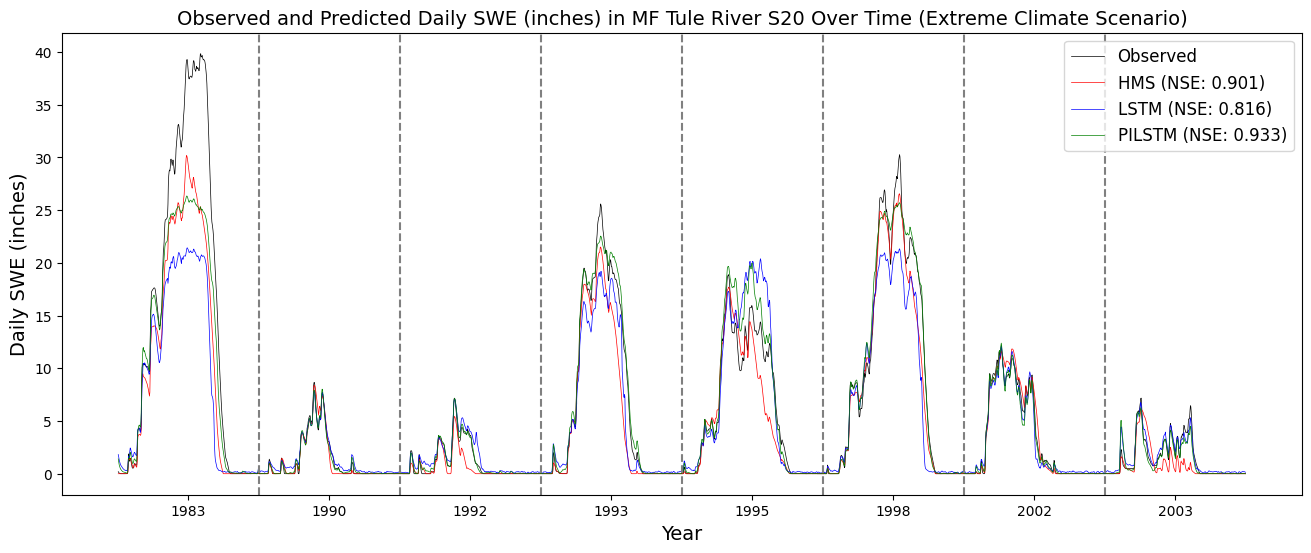 Observed and Predicted Daily SWE (inches) in MF Tule River S20 Over Time (Extreme Climate Scenario)
Observed
HMS (NSE: 0.901)
LSTM (NSE: 0.816)
PILSTM (NSE: 0.933)
Daily SWE (inches)
40
35
30
25
20
15
10
5
0
1983 1990 1992 1993 1995 1998 2002 2003
Year